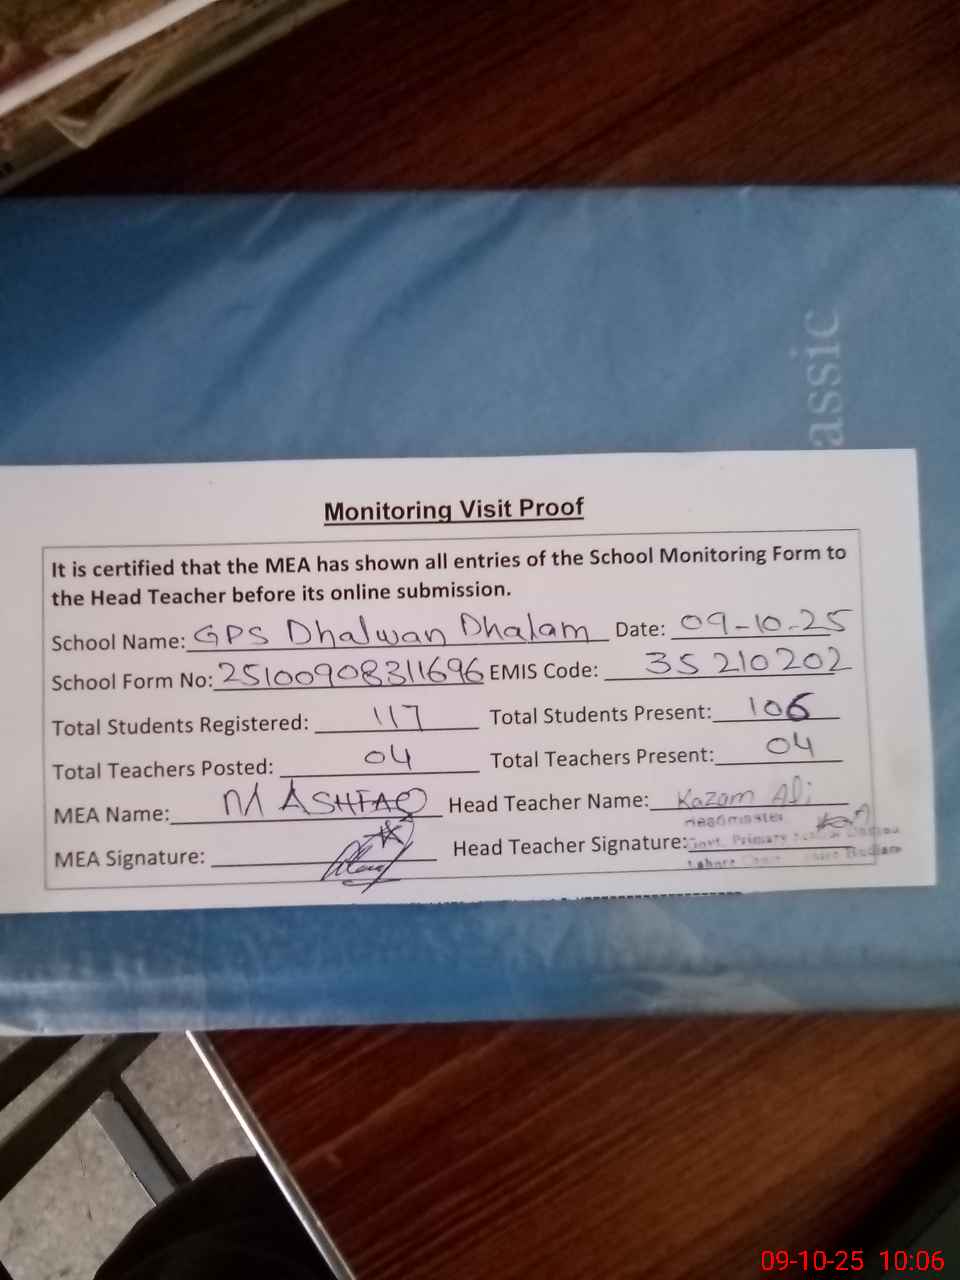 assic
Monitoring Visit Proof
It is certified that the MEA has shown all entries of the School Monitoring Form to
the Head Teacher before its online submission.
School Name: GPS Dhalwan Dhalam Date: 09-10-25
School Form No: 25100908311696 EMIS Code: 35210202
Total Students Registered: 117 Total Students Present: 106
Total Teachers Posted: 04 Total Teachers Present: 04
MEA Name: M ASHFAQ Head Teacher Name: Kazam Ali
Headmaster
MEA Signature: Head Teacher Signature:
Govt. Primary
Lahore
09-10-25 10:06